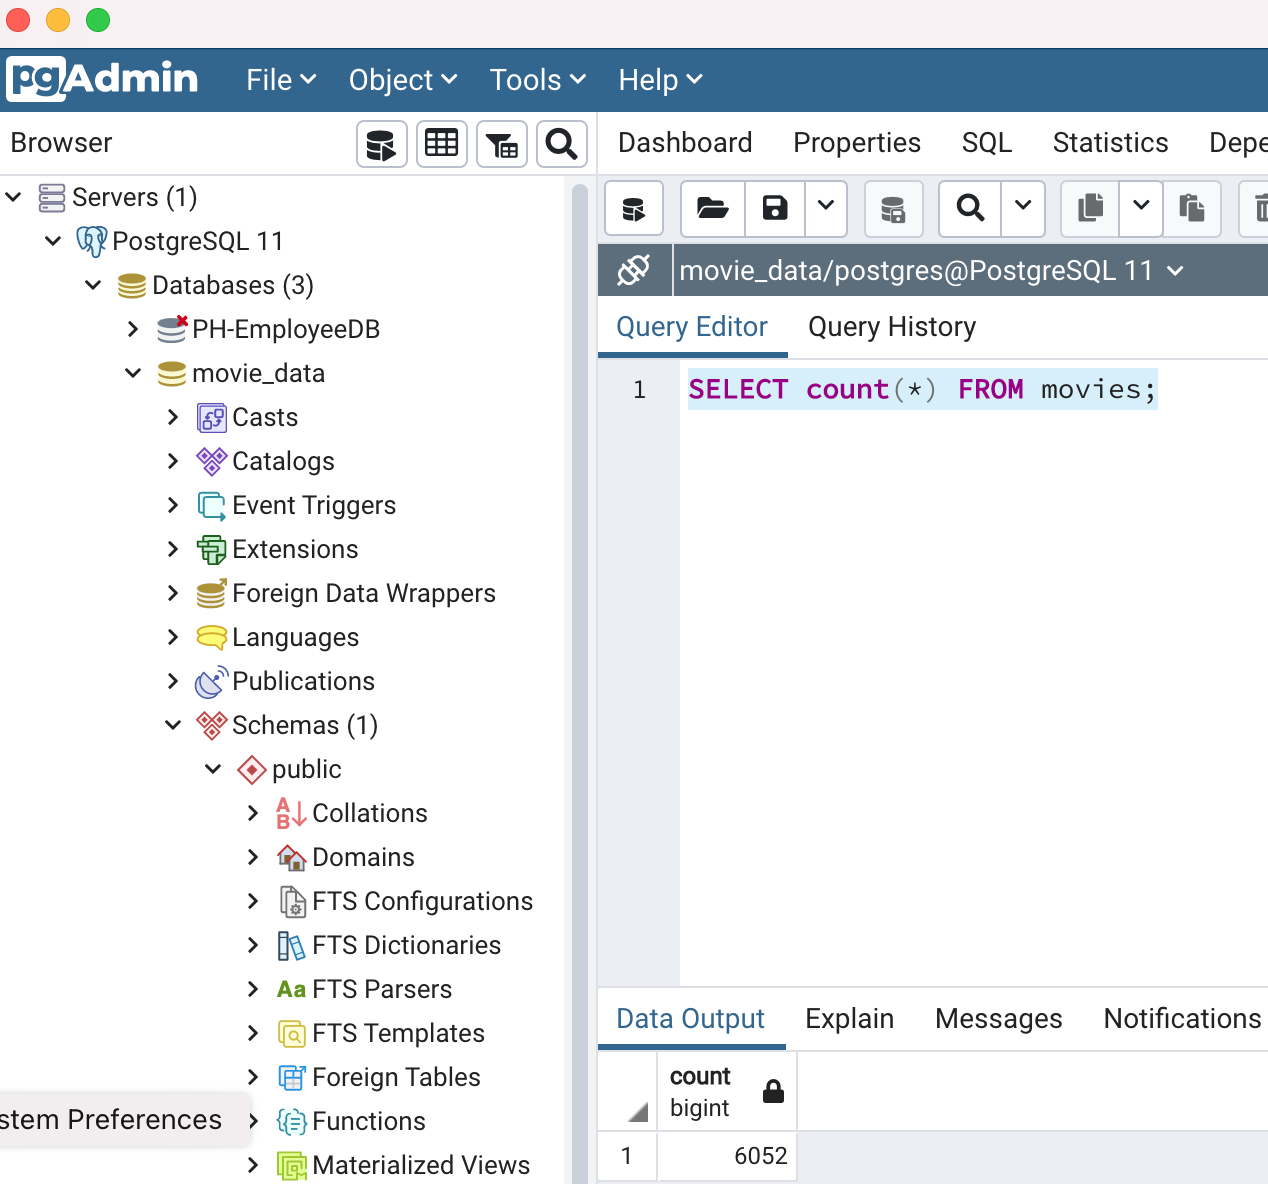 pgAdmin File Object Tools Help
Browser
Dashboard Properties SQL Statistics Depe
Servers (1)
PostgreSQL 11
Databases (3)
PH-EmployeeDB
movie_data
Casts
Catalogs
Event Triggers
Extensions
Foreign Data Wrappers
Languages
Publications
Schemas (1)
public
Collations
Domains
FTS Configurations
FTS Dictionaries
Aa FTS Parsers
FTS Templates
Foreign Tables
Functions
Materialized Views
stem Preferences
movie_data/postgres@PostgreSQL 11
Query Editor Query History
1 SELECT count(*) FROM movies;
Data Output Explain Messages Notifications
count
bigint
1 6052